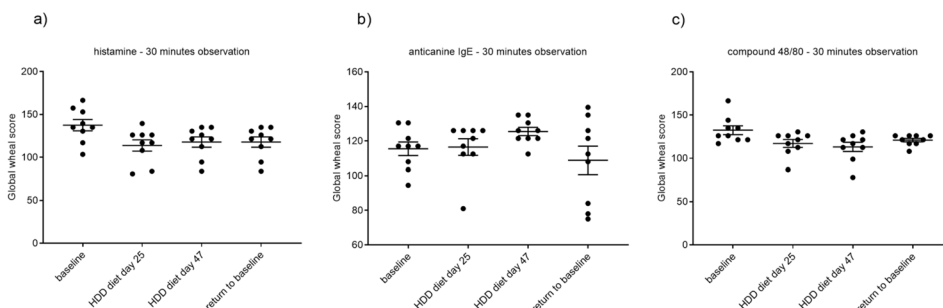 a)
histamine - 30 minutes observation
Global wheal score
200
150
100
50
0
baseline
HDD diet day 25
HDD diet day 47
return to baseline
b)
anticanine IgE - 30 minutes observation
Global wheal score
160
140
120
100
80
60
baseline
HDD diet day 25
HDD diet day 47
return to baseline
c)
compound 48/80 - 30 minutes observation
Global wheal score
200
150
100
50
0
baseline
HDD diet day 25
HDD diet day 47
return to baseline